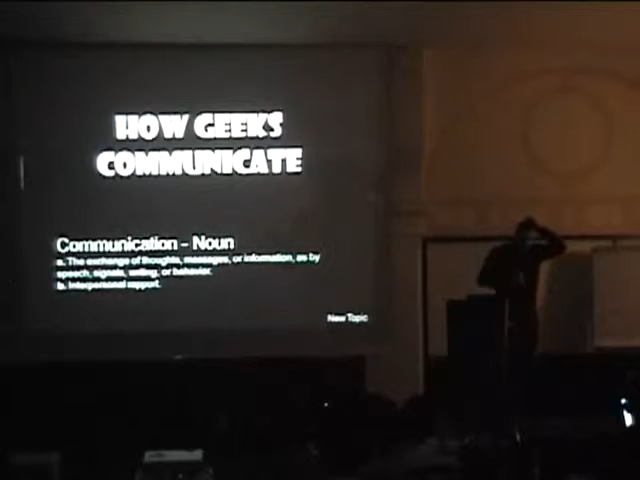 HOW GEEKS
COMMUNICATE
Communication - Noun
a. The exchange of thoughts, messages, or information, as by
speech, signals, writing, or behavior.
b. Interpersonal rapport.
New Topic